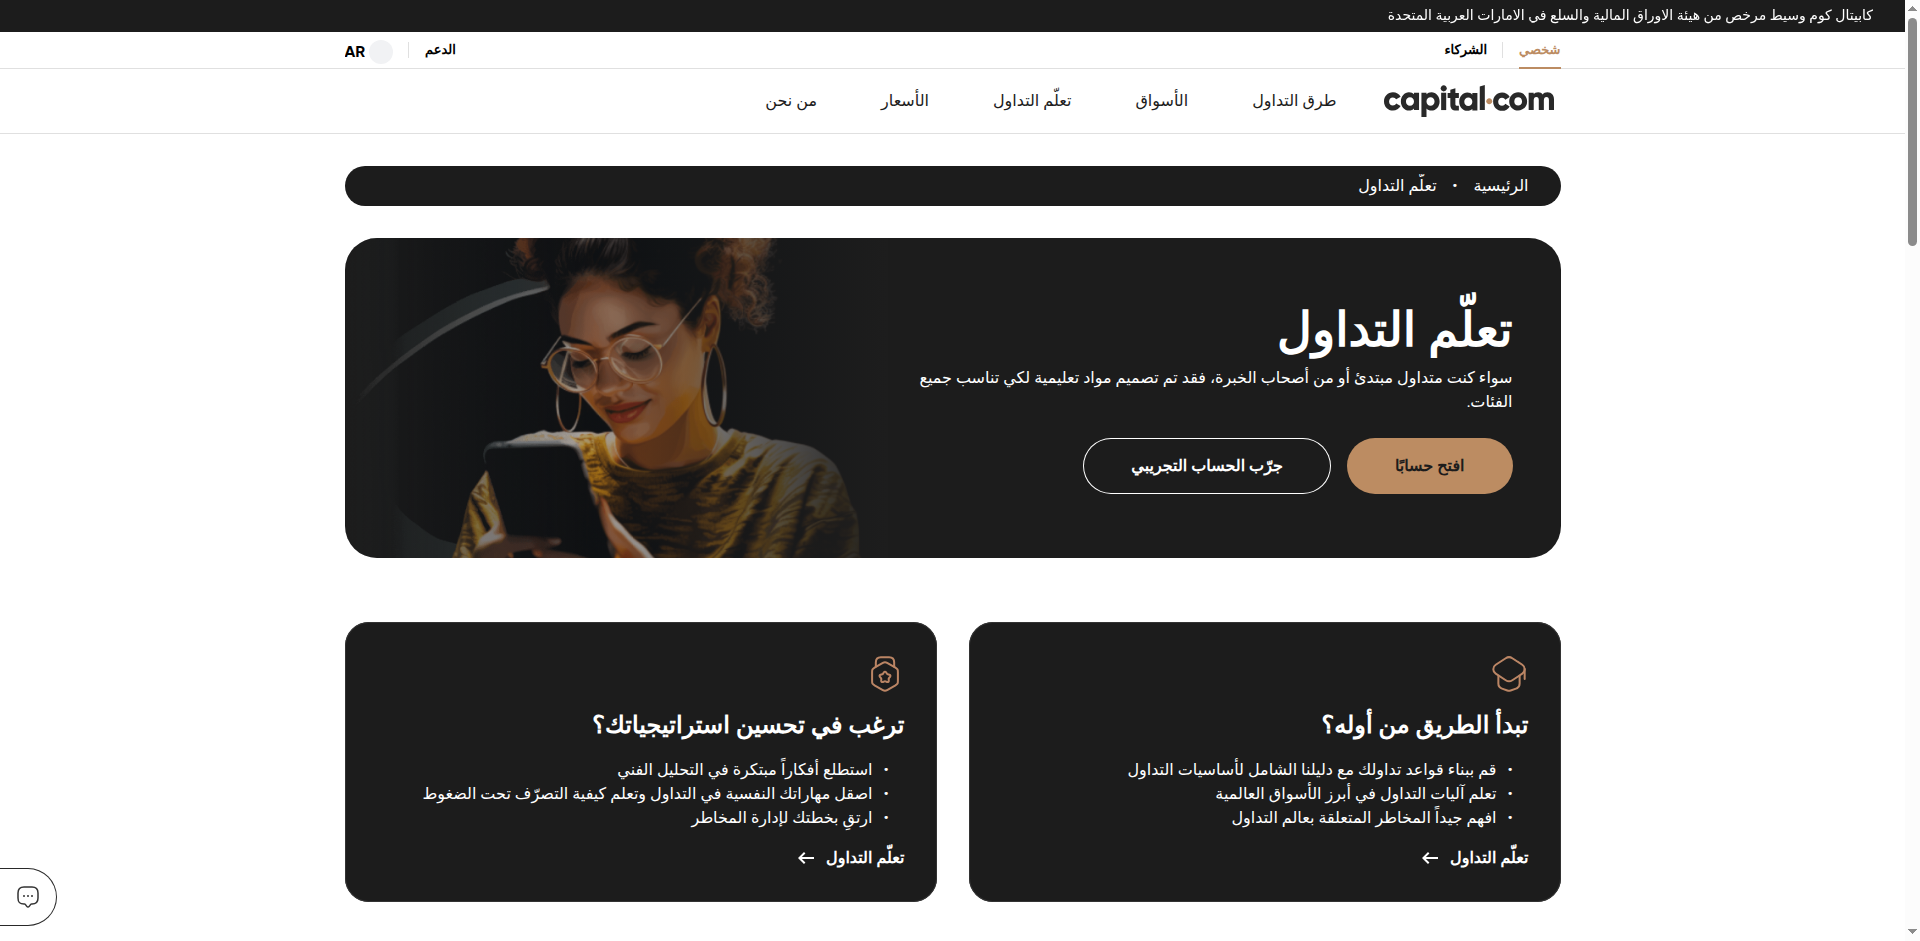 كابيتال كوم وسيط مرخص من هيئة الاوراق المالية والسلع في الامارات العربية المتحدة
شخصي
الشركاء
الدعم
AR
capital.com
طرق التداول
الأسواق
تعلّم التداول
الأسعار
من نحن
الرئيسية • تعلّم التداول
تعلّم التداول
سواء كنت متداول مبتدئ أو من أصحاب الخبرة، فقد تم تصميم مواد تعليمية لكي تناسب جميع
الفئات.
افتح حسابًا
جرّب الحساب التجريبي
تبدأ الطريق من أوله؟
• قم ببناء قواعد تداولك مع دليلنا الشامل لأساسيات التداول
• تعلم آليات التداول في أبرز الأسواق العالمية
• افهم جيداً المخاطر المتعلقة بعالم التداول
تعلّم التداول
ترغب في تحسين استراتيجياتك؟
• استطلع أفكاراً مبتكرة في التحليل الفني
• اصقل مهاراتك النفسية في التداول وتعلم كيفية التصرّف تحت الضغوط
• ارتقِ بخطتك لإدارة المخاطر
تعلّم التداول